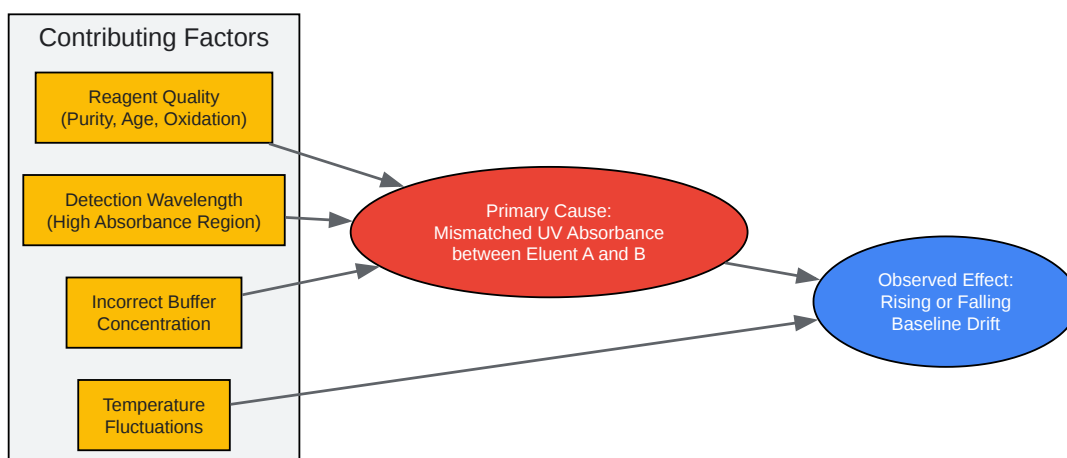 Contributing Factors
Reagent Quality
(Purity, Age, Oxidation)
Detection Wavelength
(High Absorbance Region)
Incorrect Buffer
Concentration
Temperature
Fluctuations
Primary Cause:
Mismatched UV Absorbance
between Eluent A and B
Observed Effect:
Rising or Falling
Baseline Drift